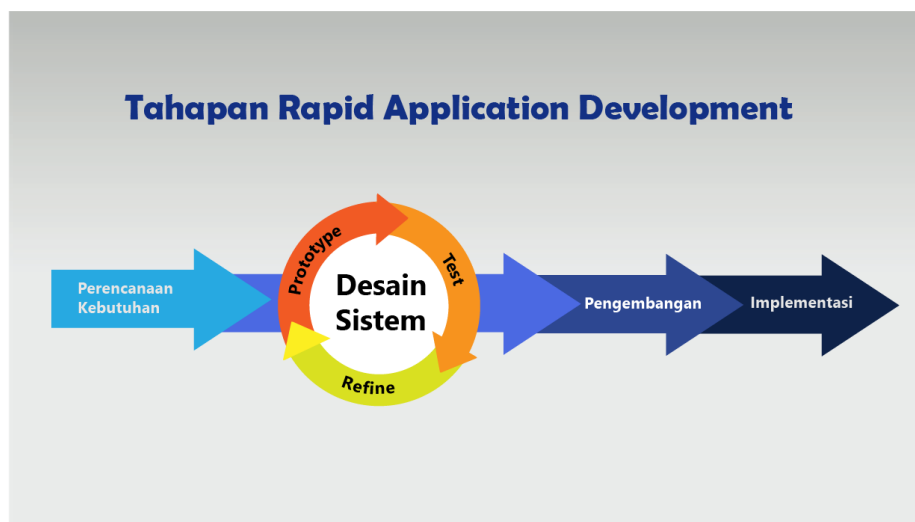 Tahapan Rapid Application Development
Perencanaan
Kebutuhan
Prototype
Test
Refine
Desain
Sistem
Pengembangan
Implementasi